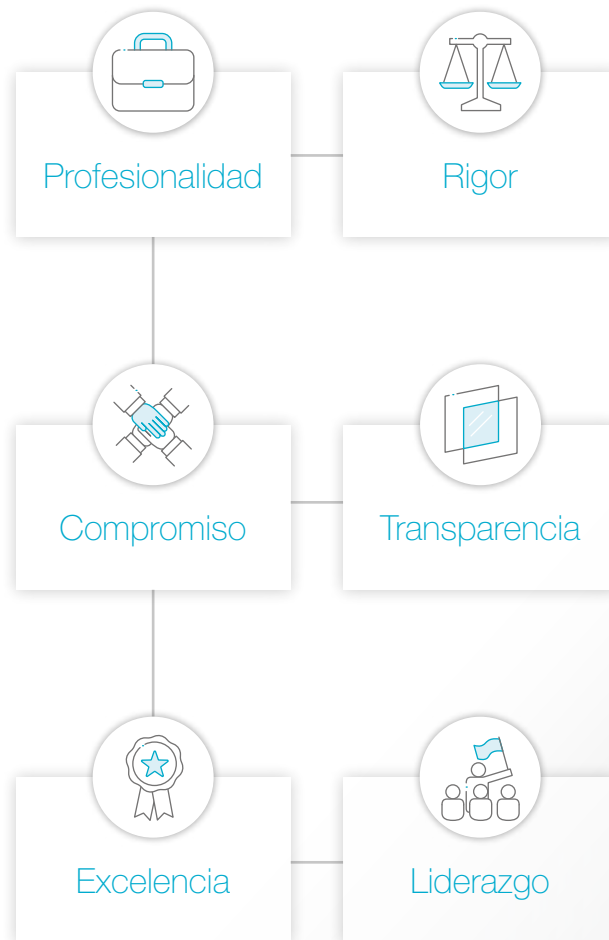 Profesionalidad
Rigor
Compromiso
Transparencia
Excelencia
Liderazgo